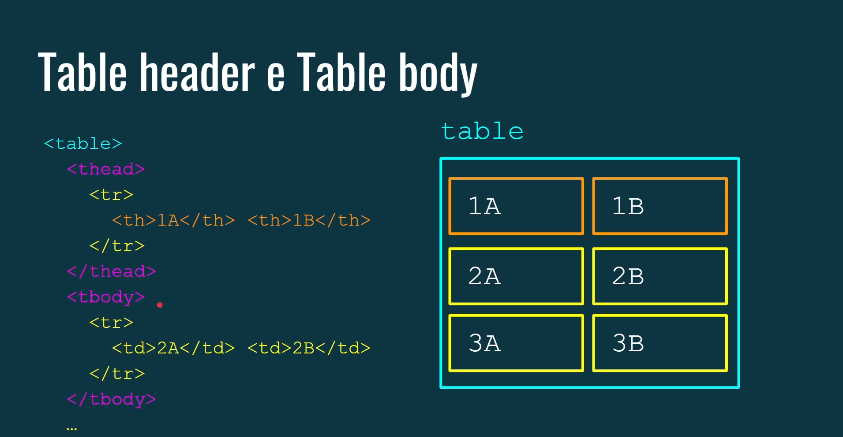 Table header e Table body
<table>
<thead>
<tr>
<th>1A</th> <th>1B</th>
</tr>
</thead>
<tbody>
<tr>
<td>2A</td> <td>2B</td>
</tr>
</tbody>
…
table
1A 1B
2A 2B
3A 3B